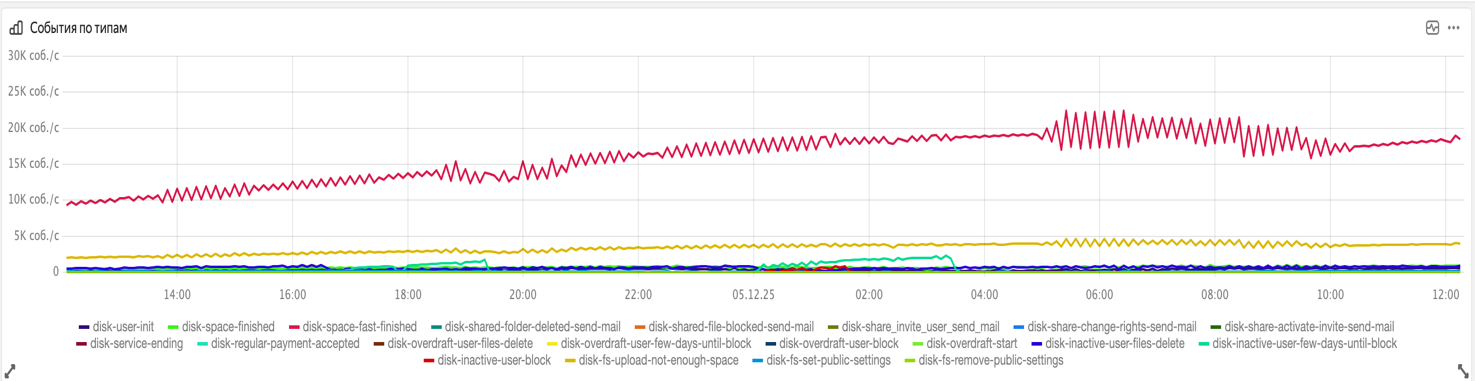 События по типам
30K соб./с
25K соб./с
20K соб./с
15K соб./с
10K соб./с
5K соб./с
0
14:00 16:00 18:00 20:00 22:00 05.12.25 02:00 04:00 06:00 08:00 10:00 12:00
disk-user-init disk-space-finished disk-space-fast-finished disk-shared-folder-deleted-send-mail disk-shared-file-blocked-send-mail disk-share_invite_user_send_mail disk-share-change-rights-send-mail disk-share-activate-invite-send-mail
disk-service-ending disk-regular-payment-accepted disk-overdraft-user-files-delete disk-overdraft-user-few-days-until-block disk-overdraft-user-block disk-overdraft-start disk-inactive-user-files-delete disk-inactive-user-few-days-until-block
disk-inactive-user-block disk-fs-upload-not-enough-space disk-fs-set-public-settings disk-fs-remove-public-settings